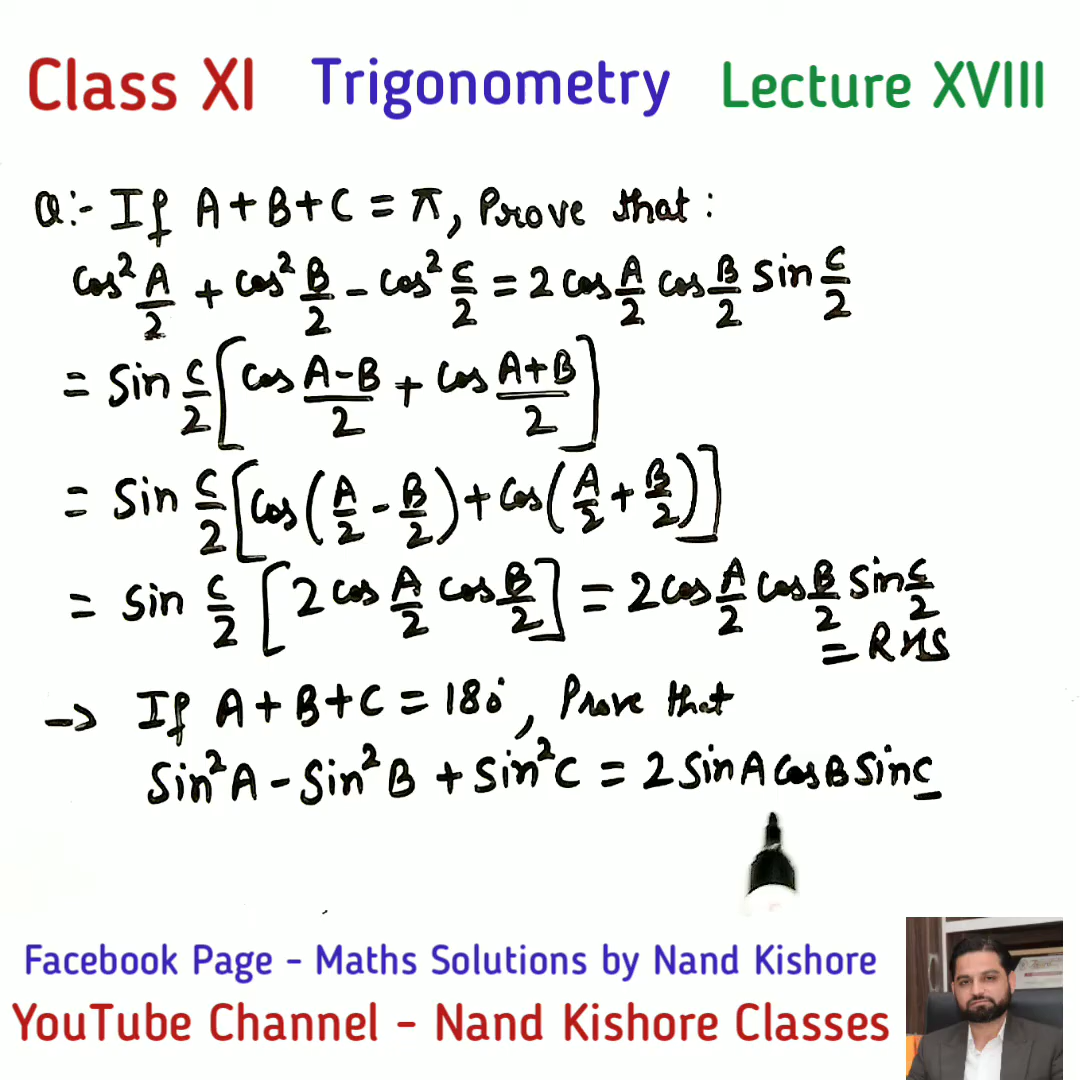 Class XI Trigonometry Lecture XVIII
Q:- If A+B+C = π, Prove that :
cos² A/2 + cos² B/2 - cos² C/2 = 2 cos A/2 cos B/2 Sin C/2
= Sin C/2 [ cos A-B/2 + cos A+B/2 ]
= Sin C/2 [ cos ( A/2 - B/2 ) + cos ( A/2 + B/2 ) ]
= Sin C/2 [ 2 cos A/2 cos B/2 ] = 2 cos A/2 cos B/2 Sin C/2
= RHS
→ If A+B+C = 180°, Prove that
Sin²A - Sin²B + Sin²C = 2 Sin A Cos B Sin C
Facebook Page - Maths Solutions by Nand Kishore
YouTube Channel - Nand Kishore Classes